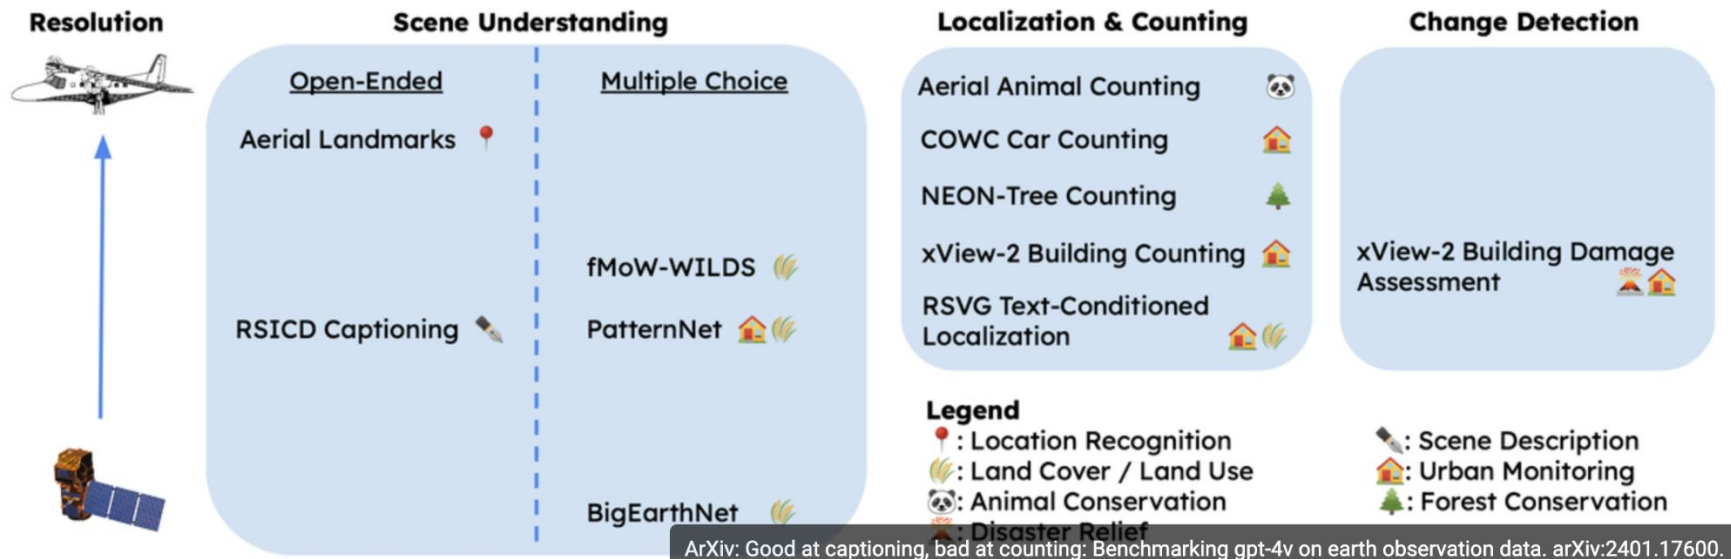 Resolution
Scene Understanding
Open-Ended
Multiple Choice
Aerial Landmarks
fMoW-WILDS
RSICD Captioning
PatternNet
BigEarthNet
Localization & Counting
Aerial Animal Counting
COWC Car Counting
NEON-Tree Counting
xView-2 Building Counting
RSVG Text-Conditioned
Localization
Change Detection
xView-2 Building Damage
Assessment
Legend
: Location Recognition
: Land Cover / Land Use
: Animal Conservation
: Disaster Relief
: Scene Description
: Urban Monitoring
: Forest Conservation
ArXiv: Good at captioning, bad at counting: Benchmarking gpt-4v on earth observation data. arXiv:2401.17600